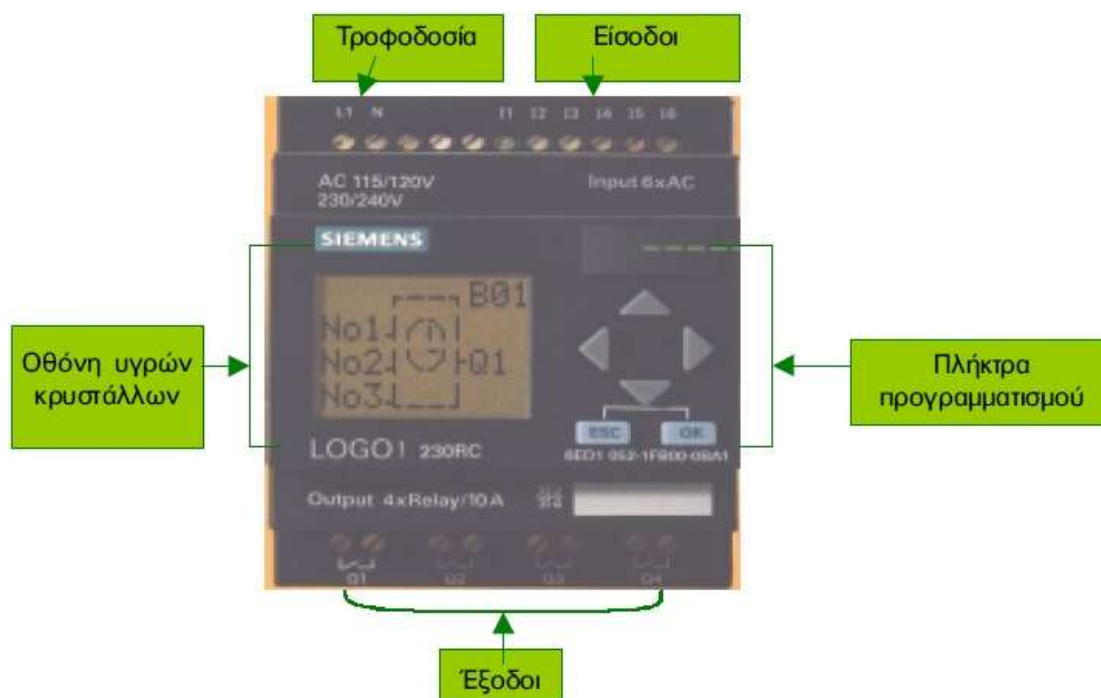 Τροφοδοσία
Είσοδοι
L1 N I1 I2 I3 I4 I5 I6
AC 115/120V
230/240V
Input 6xAC
SIEMENS
B01
No1
No2 Q1
No3
Οθόνη υγρών
κρυστάλλων
Πλήκτρα
προγραμματισμού
ESC OK
LOGO! 230RC
6ED1 052-1FB00-0BA1
Output 4xRelay/10A
Q1 Q2 Q3 Q4
Έξοδοι